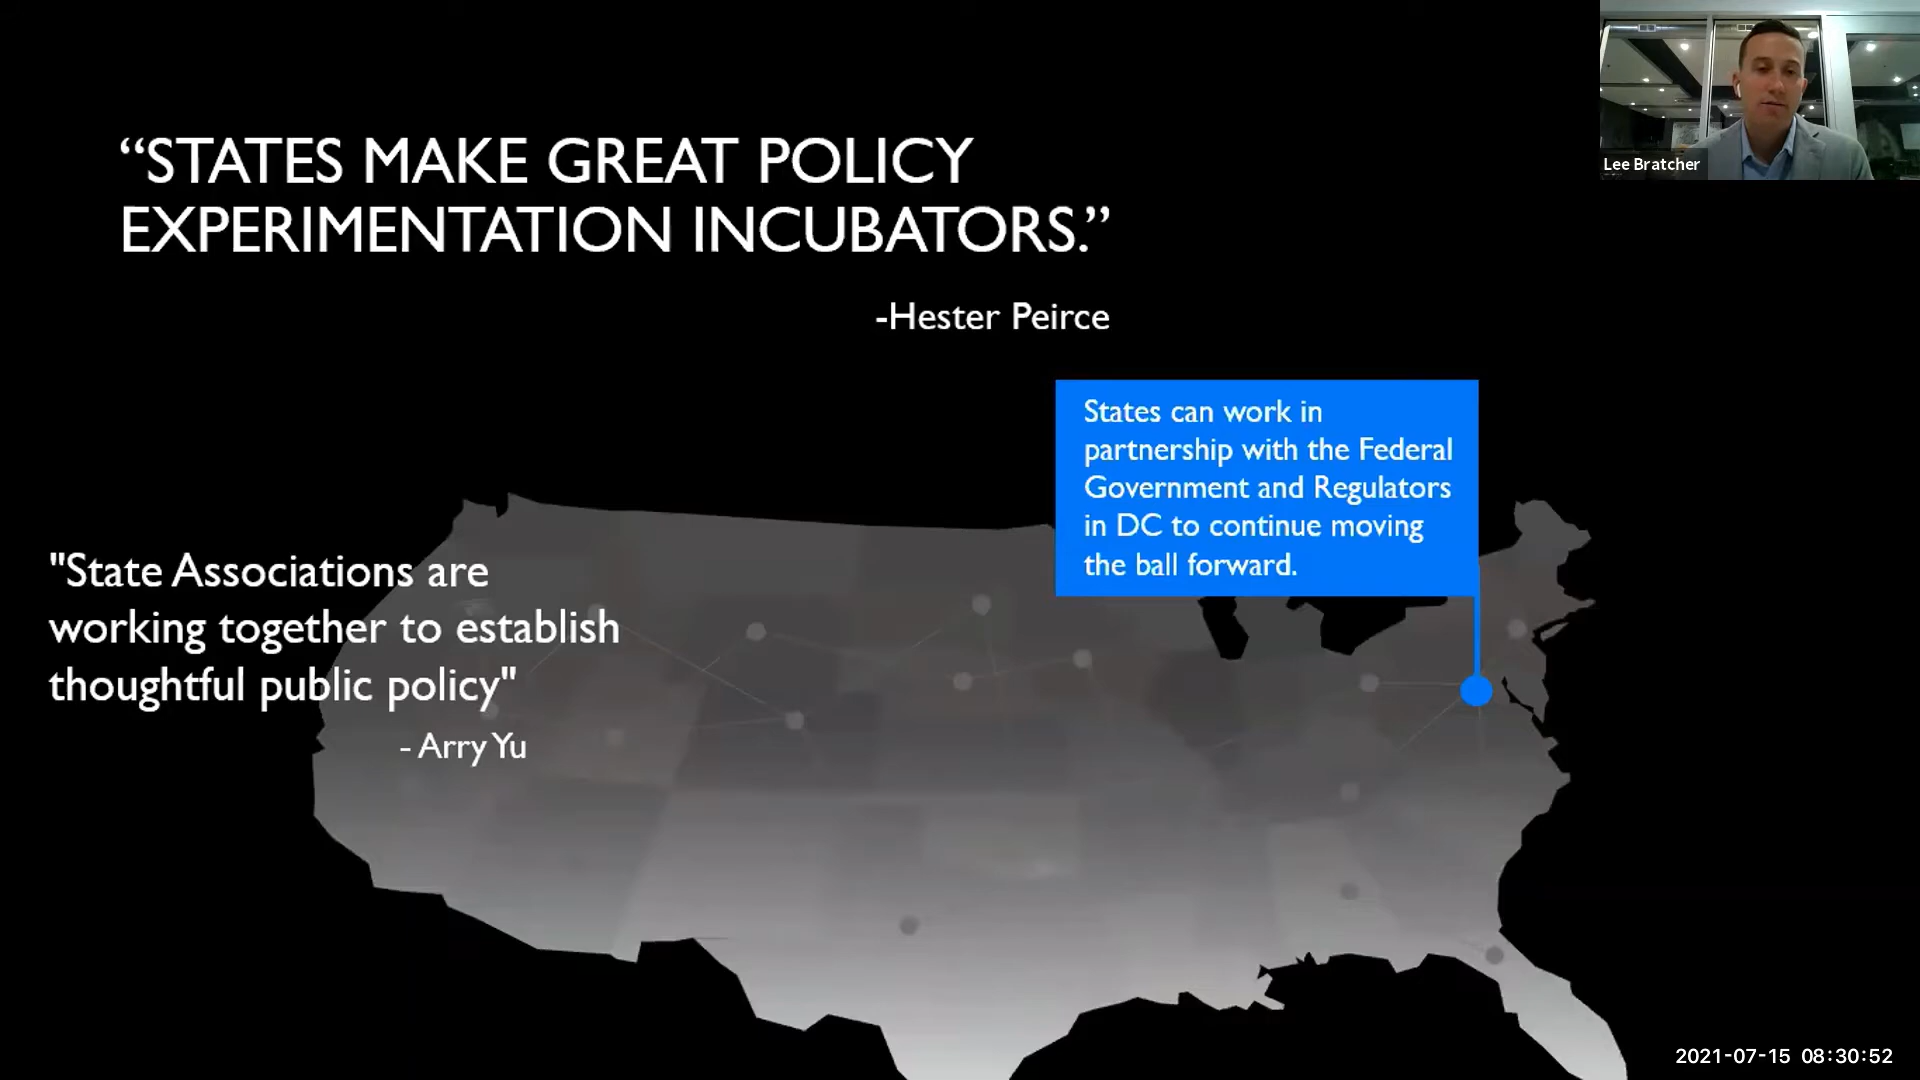 “STATES MAKE GREAT POLICY
EXPERIMENTATION INCUBATORS.”
-Hester Peirce
Lee Bratcher
States can work in
partnership with the Federal
Government and Regulators
in DC to continue moving
the ball forward.
"State Associations are
working together to establish
thoughtful public policy"
- Arry Yu
2021-07-15 08:30:52